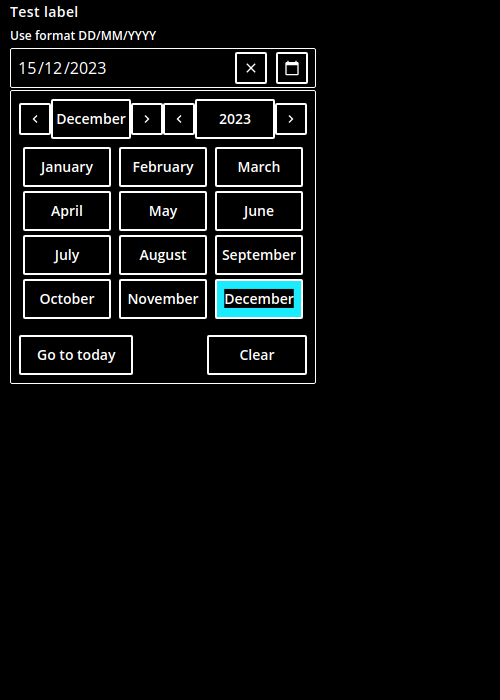 Test label
Use format DD/MM/YYYY
15/12/2023
December 2023
January February March
April May June
July August September
October November December
Go to today Clear